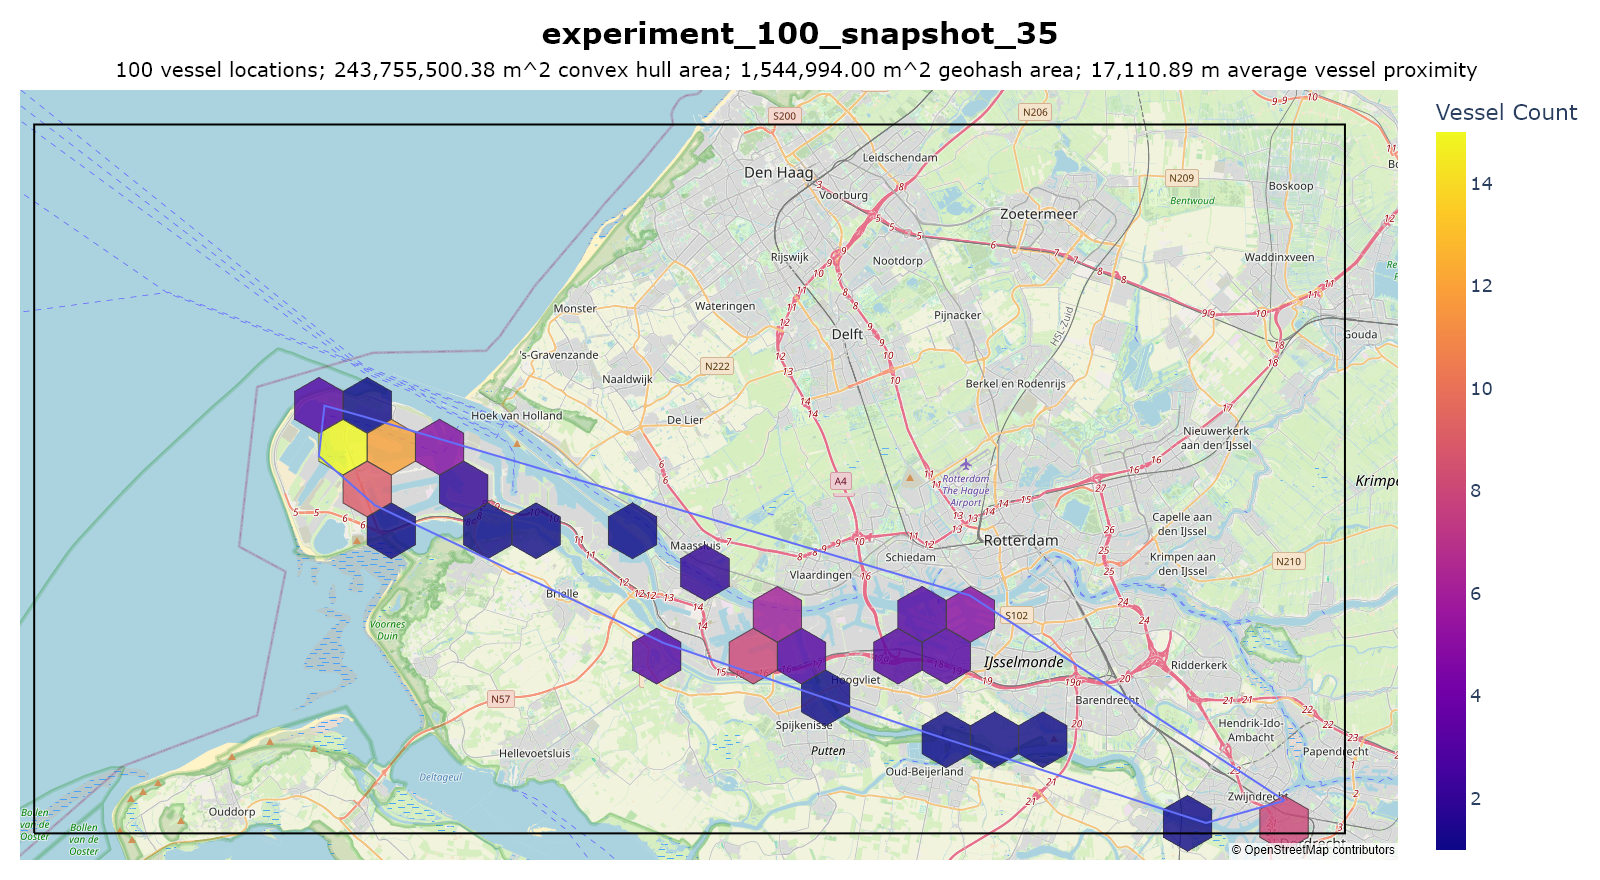 experiment_100_snapshot_35
100 vessel locations; 243,755,500.38 m^2 convex hull area; 1,544,994.00 m^2 geohash area; 17,110.89 m average vessel proximity
Vessel Count
14
12
10
8
6
4
2
S200
N206
Leidschendam
Den Haag
Voorburg
N209
Boskoop
Bentwoud
Zoetermeer
Rijswijk
Nootdorp
Waddinxveen
Monster
Wateringen
Pijnacker
Delft
HSL-Zuid
Gouda
's-Gravenzande
N222
Naaldwijk
Berkel en Rodenrijs
Hoek van Holland
De Lier
Nieuwerkerk
aan den IJssel
A4
Rotterdam
The Hague
Airport
Krimpe
Capelle aan
den IJssel
Rotterdam
Maassluis
Schiedam
Krimpen aan
den IJssel
N210
Vlaardingen
Brielle
S102
Voornes
Duin
IJsselmonde
Ridderkerk
Hoogvliet
N57
Barendrecht
Spijkenisse
Hendrik-Ido-
Ambacht
Putten
Papendrecht
Hellevoetsluis
Oud-Beijerland
Deltageul
Zwijndrecht
Ouddorp
Bollen
van de
Ooster
Bollen
van de
Ooster
© OpenStreetMap contributors